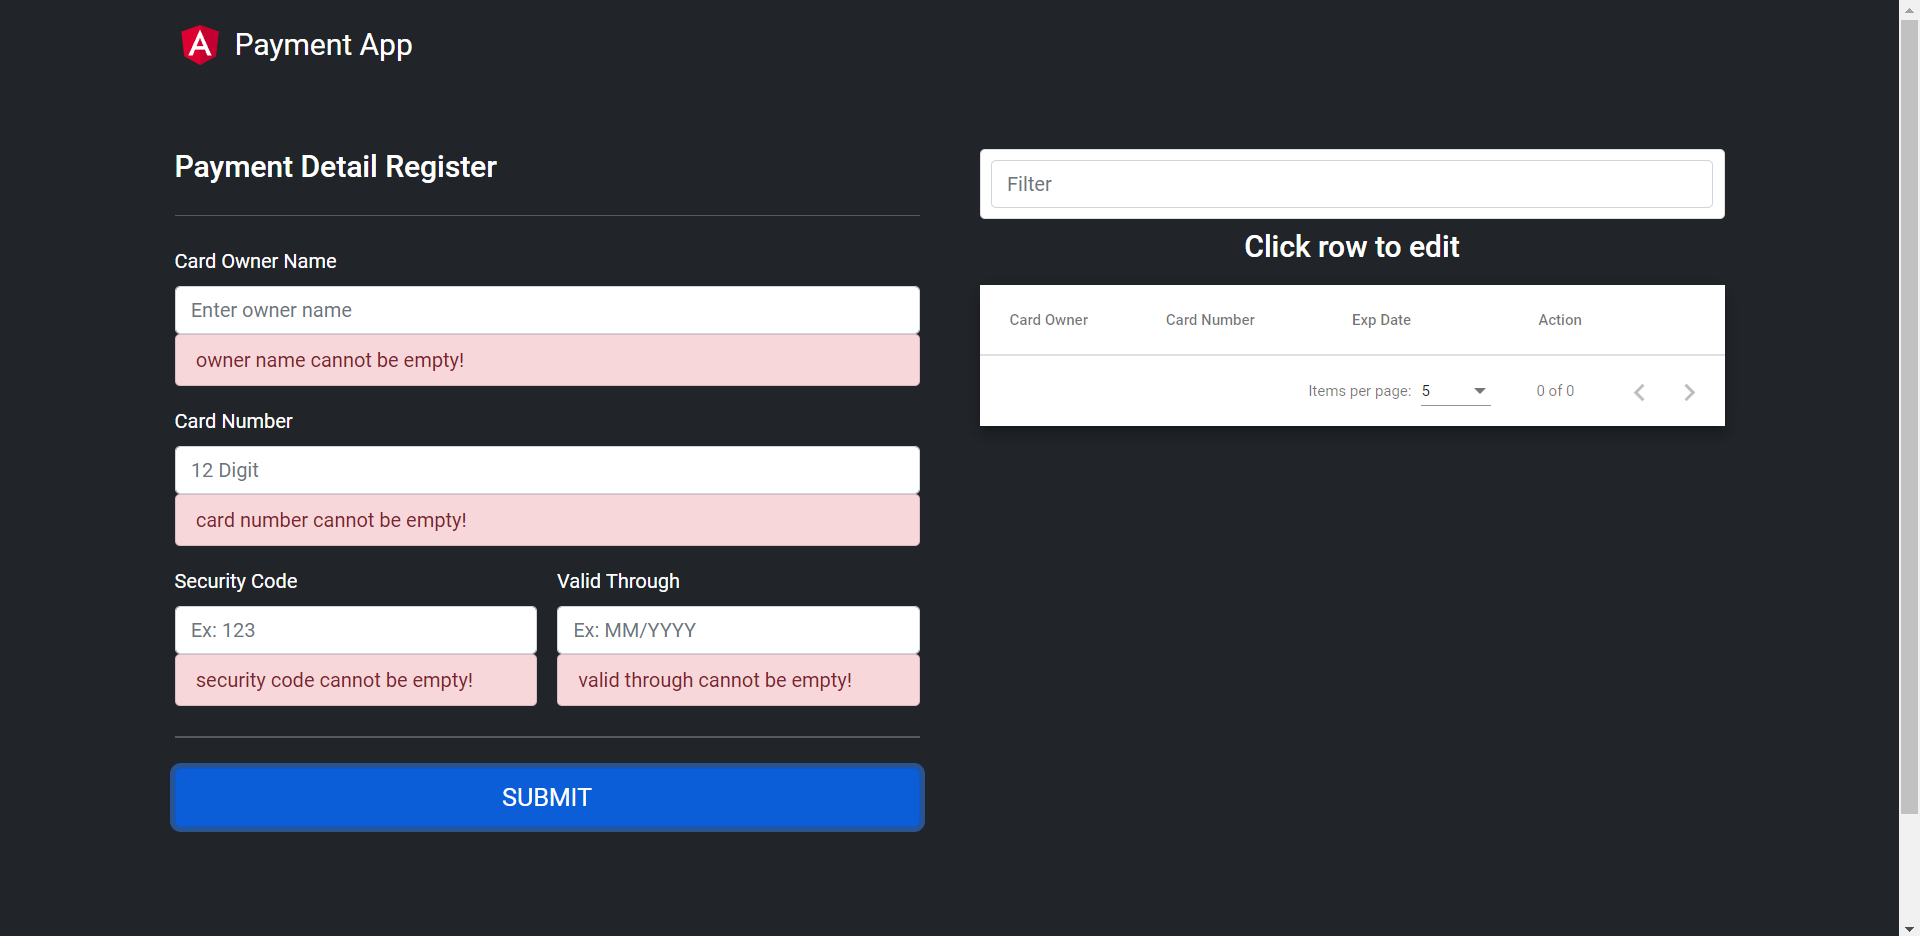 Payment App
Payment Detail Register
Card Owner Name
Enter owner name
owner name cannot be empty!
Card Number
12 Digit
card number cannot be empty!
Security Code Valid Through
Ex: 123 Ex: MM/YYYY
security code cannot be empty! valid through cannot be empty!
SUBMIT
Filter
Click row to edit
Card Owner Card Number Exp Date Action
Items per page: 5 0 of 0